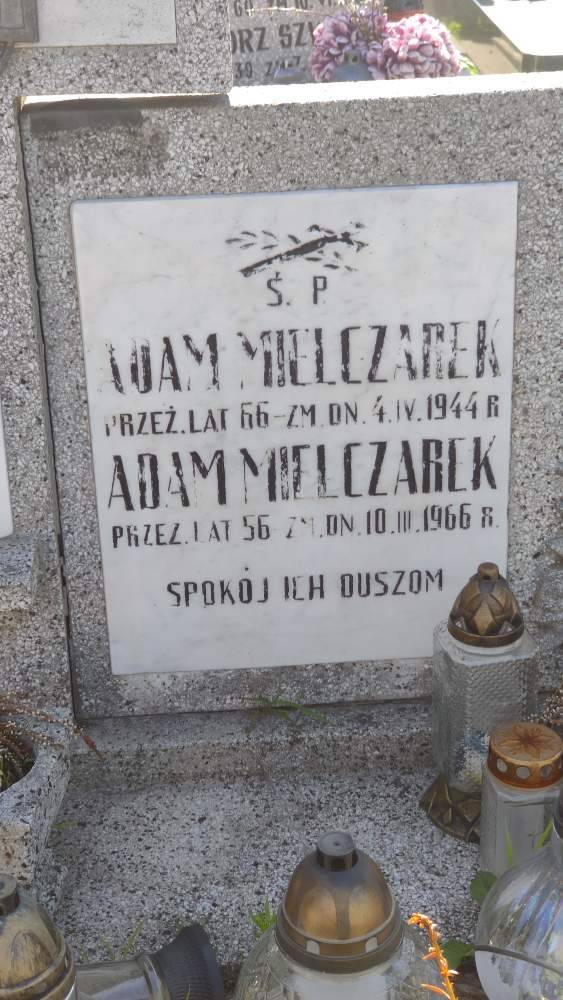 Ś. P.
ADAM MIELCZAREK
PRZEŻ. LAT 66 - ZM. DN. 4. IV. 1944 R
ADAM MIELCZAREK
PRZEŻ. LAT 56 - ZM. DN. 10. III. 1966 R.
SPOKÓJ ICH DUSZOM